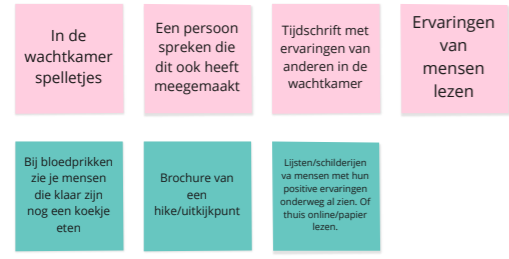 In de
wachtkamer
spelletjes
Een persoon
spreken die
dit ook heeft
meegemaakt
Tijdschrift met
ervaringen van
anderen in de
wachtkamer
Ervaringen
van
mensen
lezen
Bij bloedprikken
zie je mensen
die klaar zijn
nog een koekje
eten
Brochure van
een
hike/uitkijkpunt
Lijsten/schilderijen
va mensen met hun
positive ervaringen
onderweg al zien. Of
thuis online/papier
lezen.